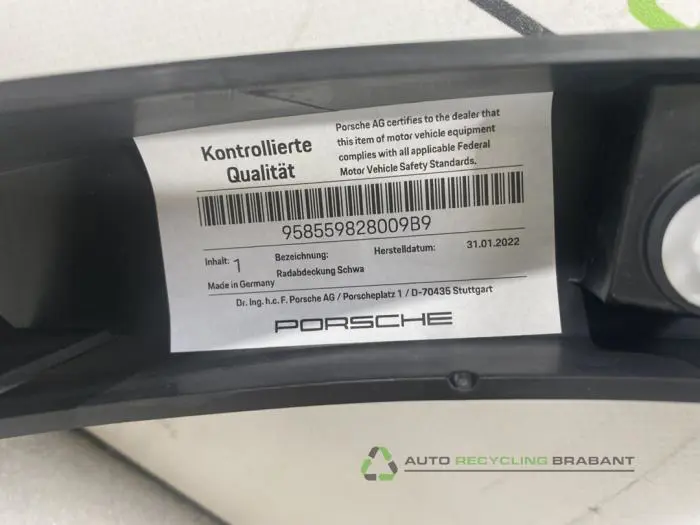 Kontrollierte
Qualität
Porsche AG certifies to the dealer that
this item of motor vehicle equipment
complies with all applicable Federal
Motor Vehicle Safety Standards.
958559828009B9
Inhalt: 1 Bezeichnung: Herstelldatum: 31.01.2022
Made in Germany Radabdeckung Schwa
Dr. Ing. h.c. F. Porsche AG / Porscheplatz 1 / D-70435 Stuttgart
PORSCHE
AUTO RECYCLING BRABANT